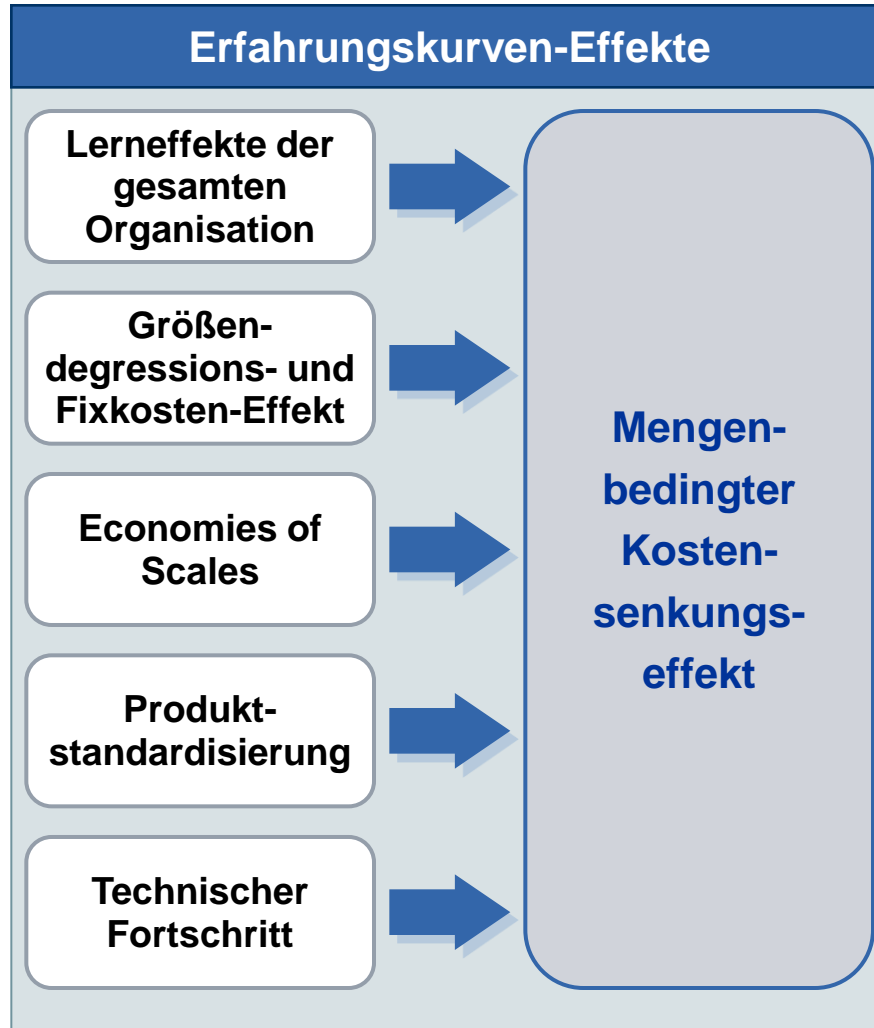 Erfahrungskurven-Effekte
Lerneffekte der
gesamten
Organisation
Größen-
degressions- und
Fixkosten-Effekt
Economies of
Scales
Produkt-
standardisierung
Technischer
Fortschritt
Mengen-
bedingter
Kosten-
senkungs-
effekt